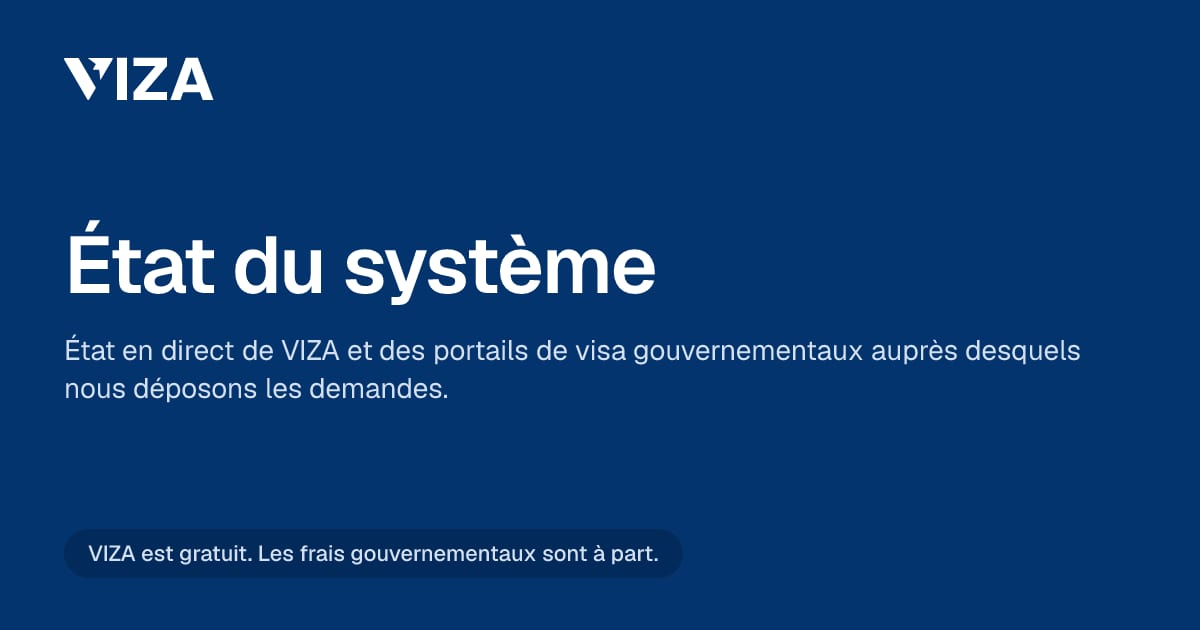 VIZA
État du système
État en direct de VIZA et des portails de visa gouvernementaux auprès desquels
nous déposons les demandes.
VIZA est gratuit. Les frais gouvernementaux sont à part.